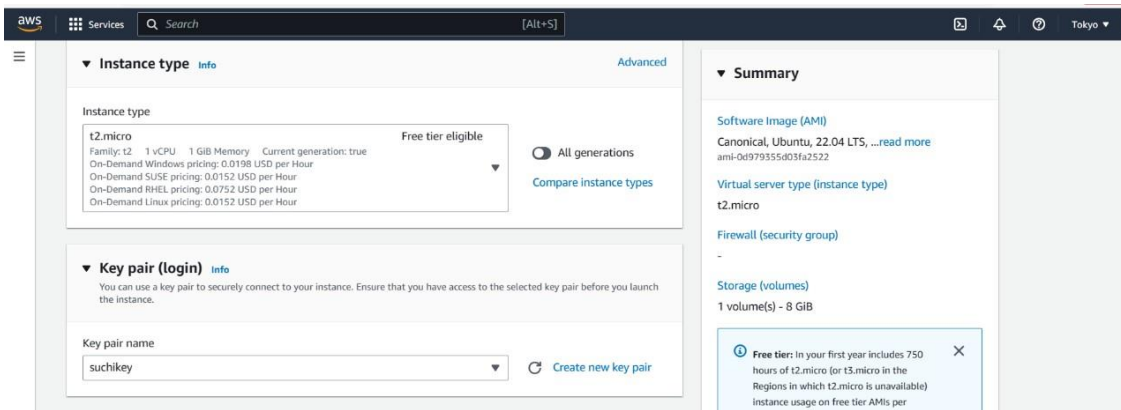 aws
Services
Search
[Alt+S]
Tokyo
Instance type Info
Advanced
Instance type
t2.micro
Free tier eligible
Family: t2 1 vCPU 1 GiB Memory Current generation: true
On-Demand Windows pricing: 0.0198 USD per Hour
On-Demand SUSE pricing: 0.0152 USD per Hour
On-Demand RHEL pricing: 0.0752 USD per Hour
On-Demand Linux pricing: 0.0152 USD per Hour
All generations
Compare instance types
Key pair (login) Info
You can use a key pair to securely connect to your instance. Ensure that you have access to the selected key pair before you launch
the instance.
Key pair name
suchikey
Create new key pair
Summary
Software Image (AMI)
Canonical, Ubuntu, 22.04 LTS, ...read more
ami-0d979355d03fa2522
Virtual server type (instance type)
t2.micro
Firewall (security group)
-
Storage (volumes)
1 volume(s) - 8 GiB
Free tier: In your first year includes 750
hours of t2.micro (or t3.micro in the
Regions in which t2.micro is unavailable)
instance usage on free tier AMIs per